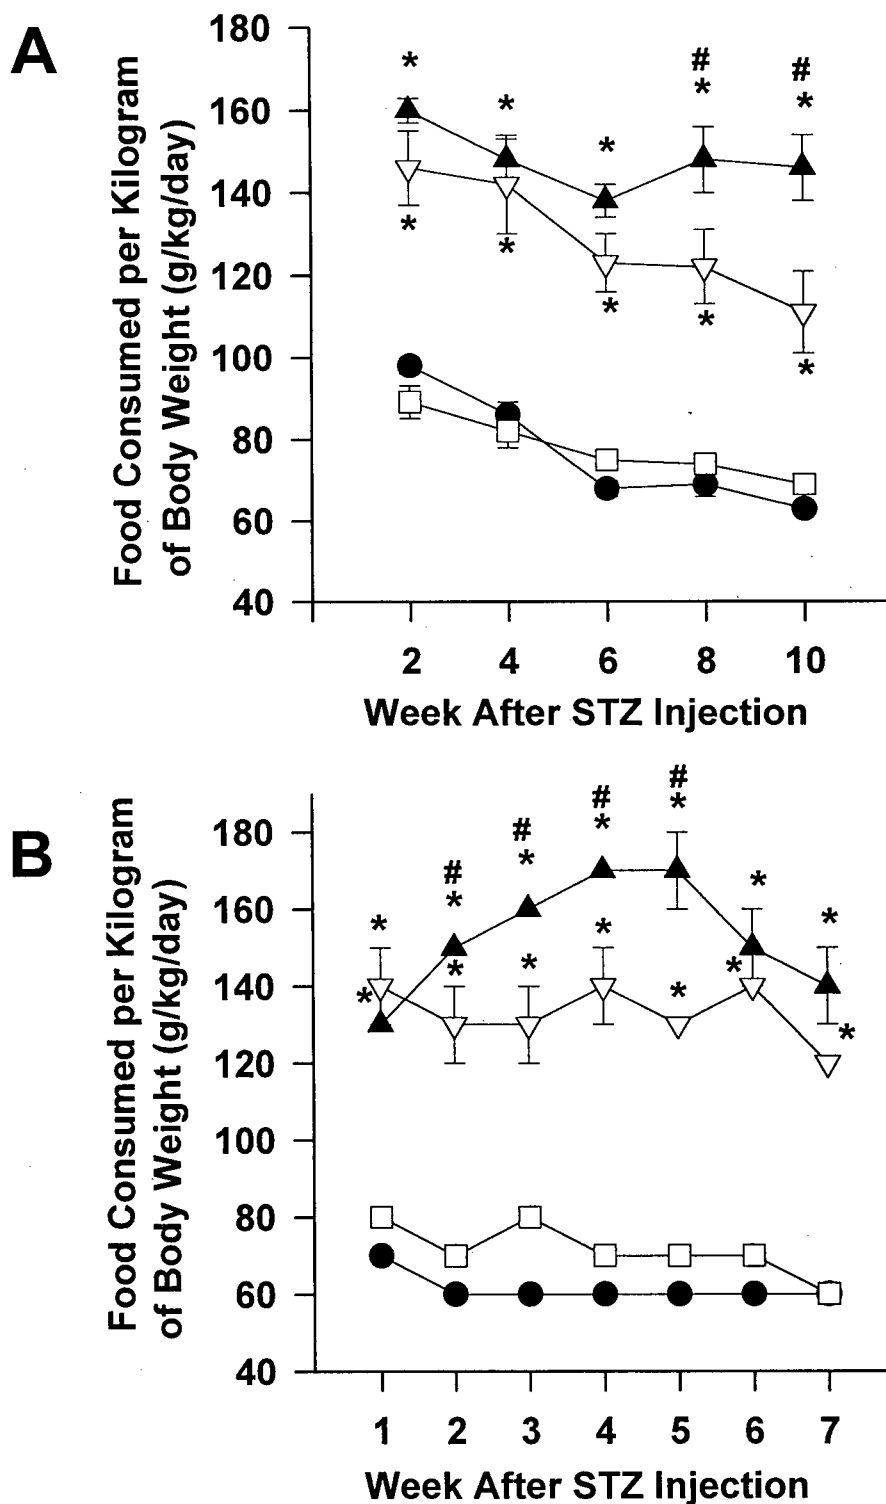 A
Food Consumed per Kilogram
of Body Weight (g/kg/day)
180
160
140
120
100
80
60
40
* * * # * # *
* * * * *
2 4 6 8 10
Week After STZ Injection
B
Food Consumed per Kilogram
of Body Weight (g/kg/day)
180
160
140
120
100
80
60
40
* # * # * # * # * * *
* * * * * * *
1 2 3 4 5 6 7
Week After STZ Injection